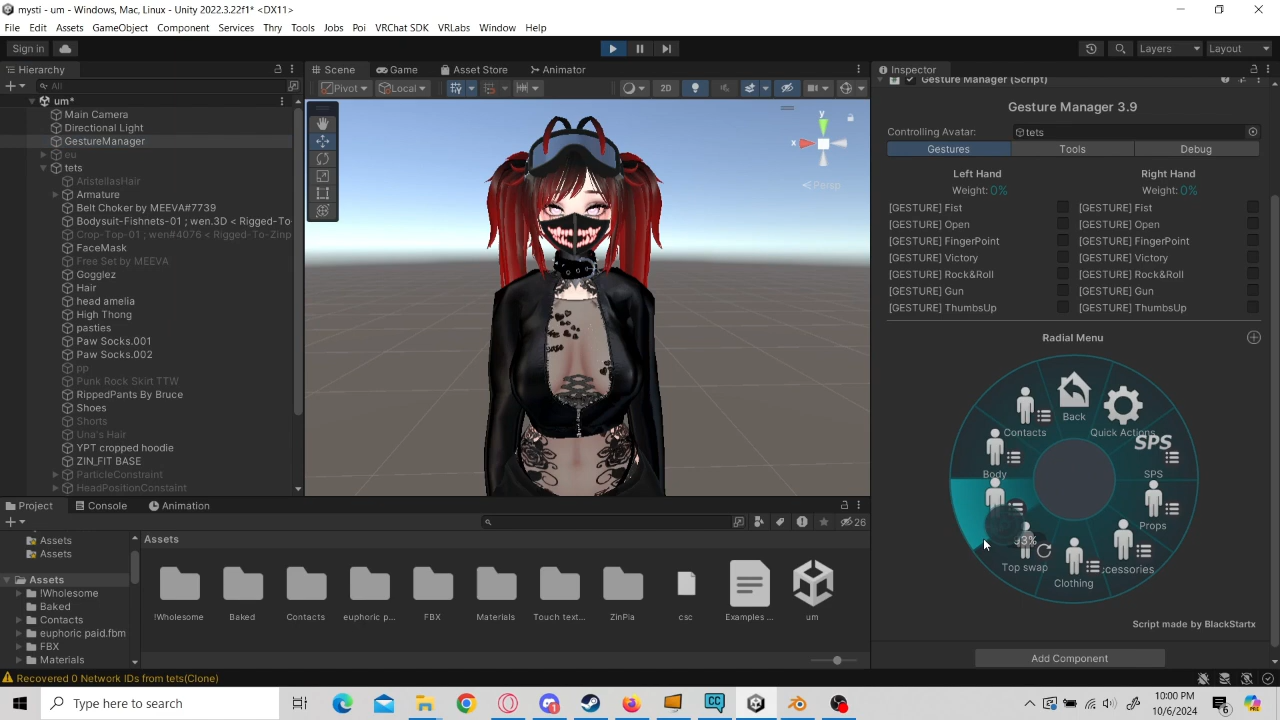 mysti - um - Windows, Mac, Linux - Unity 2022.3.22f1* <DX11>
File Edit Assets GameObject Component Services Thry Tools Jobs Poi VRChat SDK VRLabs Window Help
Sign in
Layers
Layout
Hierarchy
All
um*
Main Camera
Directional Light
GestureManager
eu
tets
AristellasHair
Armature
Belt Choker by MEEVA#7739
Bodysuit-Fishnets-01 ; wen.3D < Rigged-To
Crop-Top-01 ; wen#4076 < Rigged-To-Zinp
FaceMask
Free Set by MEEVA
Gogglez
Hair
head amelia
High Thong
pasties
Paw Socks.001
Paw Socks.002
pp
Punk Rock Skirt TTW
RippedPants By Bruce
Shoes
Shorts
Una's Hair
YPT cropped hoodie
ZIN_FIT BASE
ParticleConstraint
HeadPositionConstaint
Scene Game Asset Store Animator
Pivot Local 2D
y
x
Persp
Inspector
Gesture Manager (Script)
Gesture Manager 3.9
Controlling Avatar: tets
Gestures Tools Debug
Left Hand Right Hand
Weight: 0% Weight: 0%
[GESTURE] Fist [GESTURE] Fist
[GESTURE] Open [GESTURE] Open
[GESTURE] FingerPoint [GESTURE] FingerPoint
[GESTURE] Victory [GESTURE] Victory
[GESTURE] Rock&Roll [GESTURE] Rock&Roll
[GESTURE] Gun [GESTURE] Gun
[GESTURE] ThumbsUp [GESTURE] ThumbsUp
Radial Menu
Back
Contacts
Quick Actions
SPS
Body
SPS
Props
93%
Top swap
Clothing
ccessories
Script made by BlackStartx
Add Component
Project Console Animation
26
Assets
Assets
Assets
!Wholesome
Baked
Contacts
euphoric paid.fbm
FBX
Materials
Assets
!Wholesome Baked Contacts euphoric p... FBX Materials Touch text... ZinPia csc Examples ... um
Recovered 0 Network IDs from tets(Clone)
Type here to search
CC
10:00 PM
10/6/2024
6